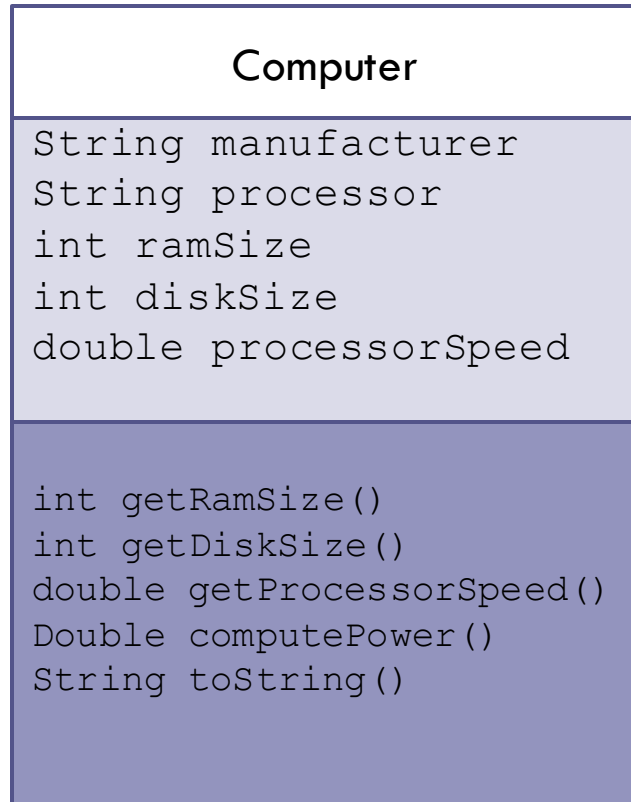 Computer
String manufacturer
String processor
int ramSize
int diskSize
double processorSpeed
int getRamSize()
int getDiskSize()
double getProcessorSpeed()
Double computePower()
String toString()